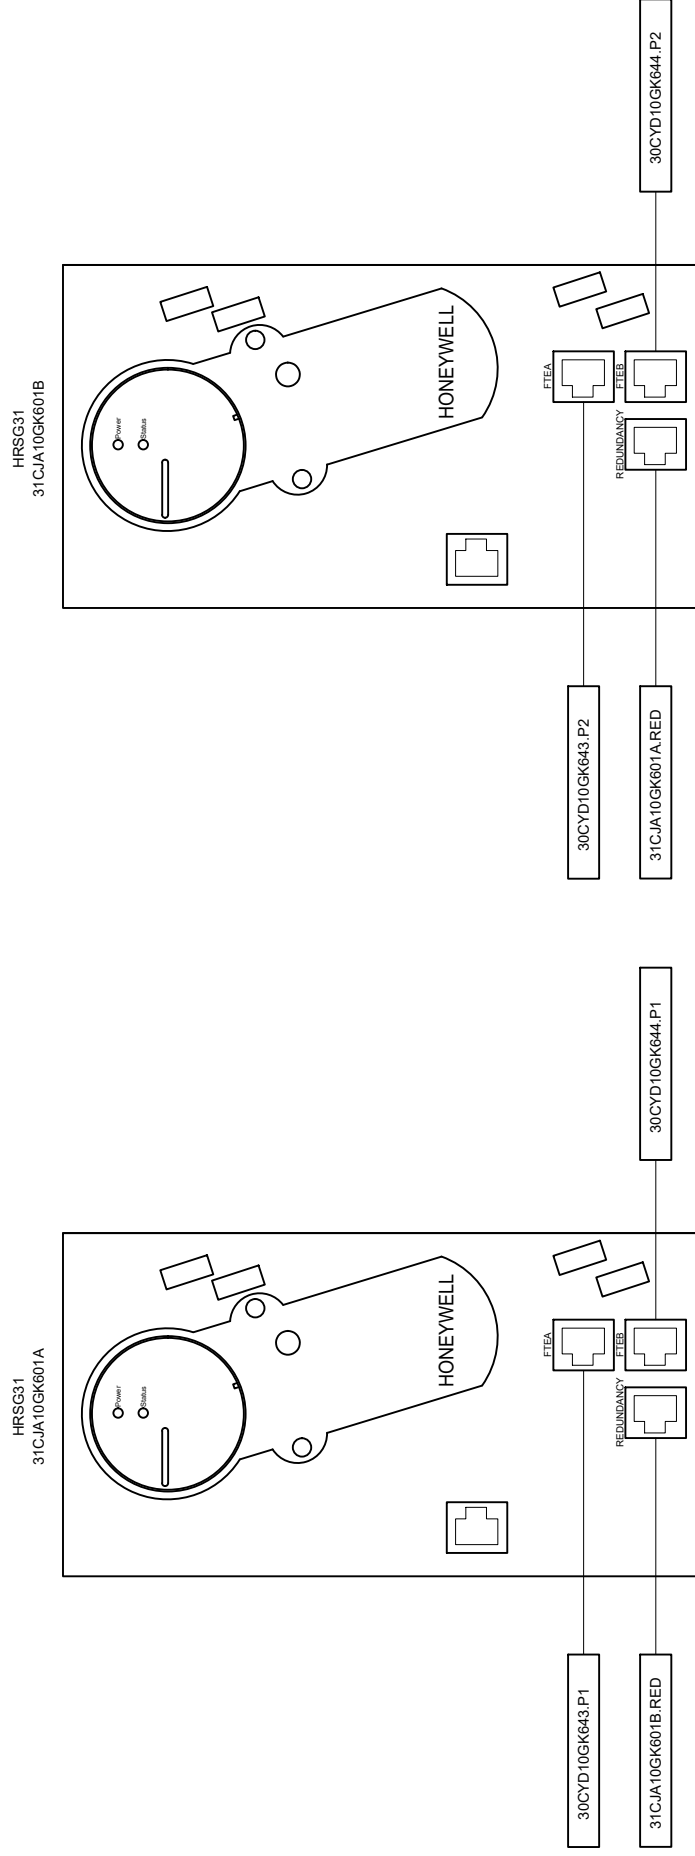 HRSG31
31CJA10GK601A
Power
Status
HONEYWELL
FTEA
FTEB
REDUNDANCY
30CYD10GK643.P1
31CJA10GK601B.RED
30CYD10GK644.P1
HRSG31
31CJA10GK601B
Power
Status
HONEYWELL
FTEA
FTEB
REDUNDANCY
30CYD10GK643.P2
31CJA10GK601A.RED
30CYD10GK644.P2